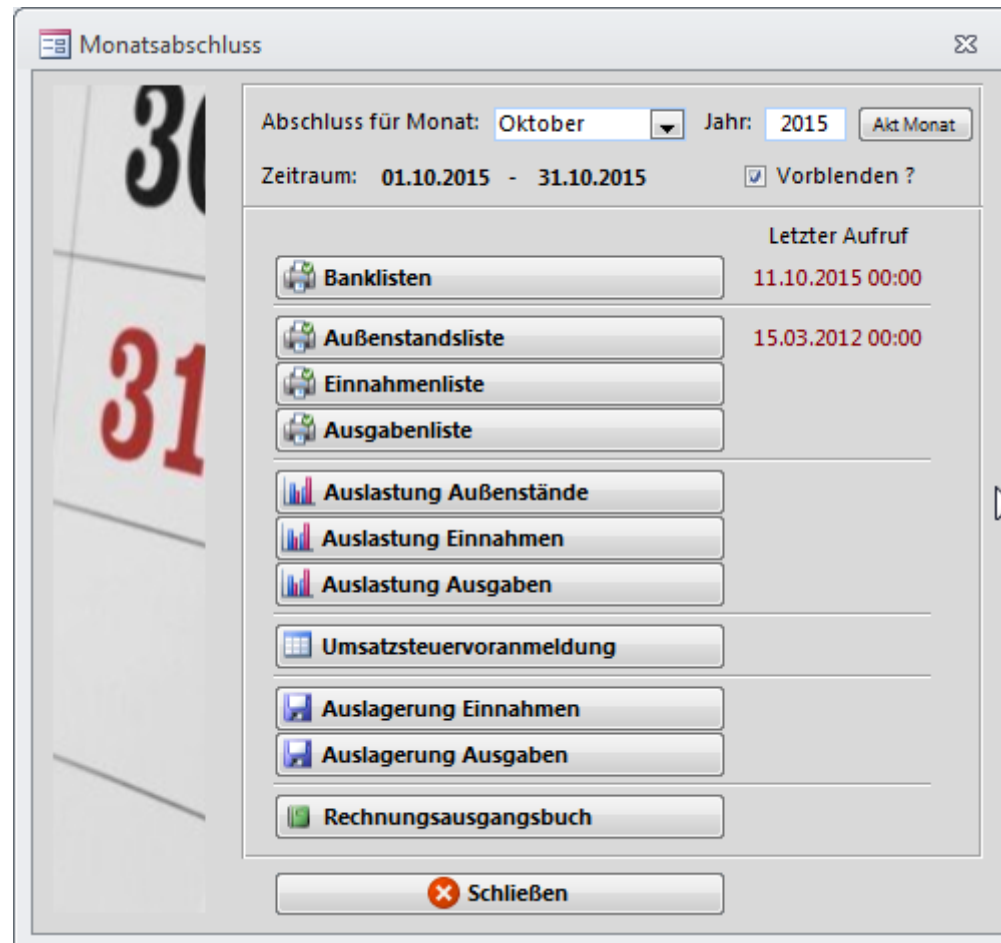 Monatsabschluss
30
31
Abschluss für Monat: Oktober Jahr: 2015 Akt Monat
Zeitraum: 01.10.2015 - 31.10.2015 Vorblenden ?
Letzter Aufruf
Banklisten 11.10.2015 00:00
Außenstandsliste 15.03.2012 00:00
Einnahmenliste
Ausgabenliste
Auslastung Außenstände
Auslastung Einnahmen
Auslastung Ausgaben
Umsatzsteuervoranmeldung
Auslagerung Einnahmen
Auslagerung Ausgaben
Rechnungsausgangsbuch
Schließen